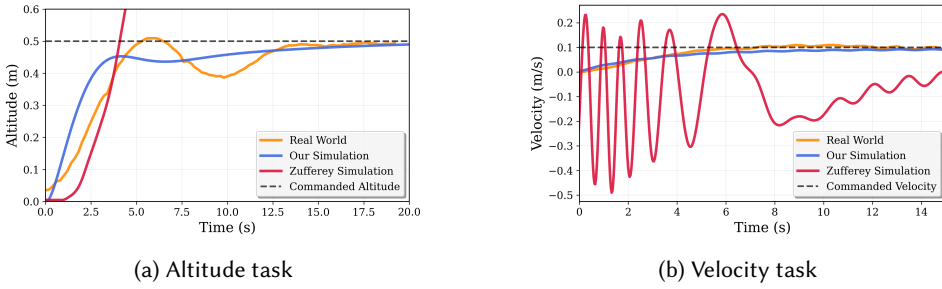 0.6
0.5
0.4
0.3
0.2
0.1
0.0
Altitude (m)
0.0 2.5 5.0 7.5 10.0 12.5 15.0 17.5 20.0
Time (s)
Real World
Our Simulation
Zufferey Simulation
Commanded Altitude
(a) Altitude task
0.2
0.1
0.0
−0.1
−0.2
−0.3
−0.4
−0.5
Velocity (m/s)
0 2 4 6 8 10 12 14
Time (s)
Real World
Our Simulation
Zufferey Simulation
Commanded Velocity
(b) Velocity task